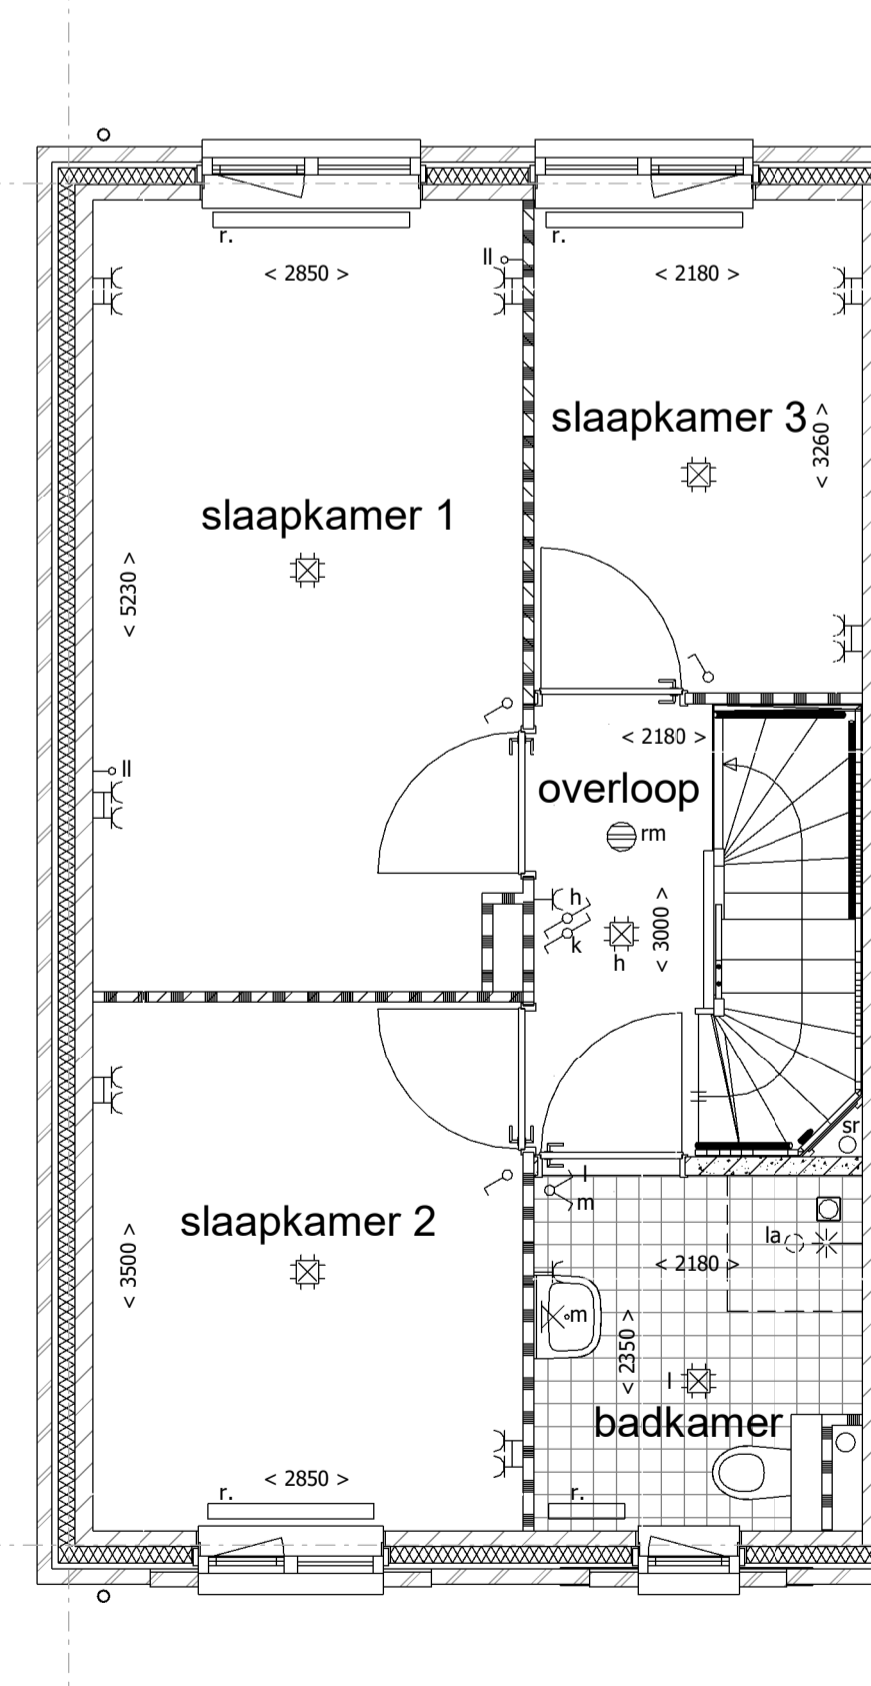 r.
r.
ll
< 2850 >
< 2180 >
slaapkamer 3
< 3260 >
slaapkamer 1
< 5230 >
< 2180 >
ll
overloop
rm
h
k
h
< 3000 >
sr
l
m
slaapkamer 2
la
< 3500 >
< 2180 >
m
< 2350 >
l
badkamer
< 2850 >
r.
r.